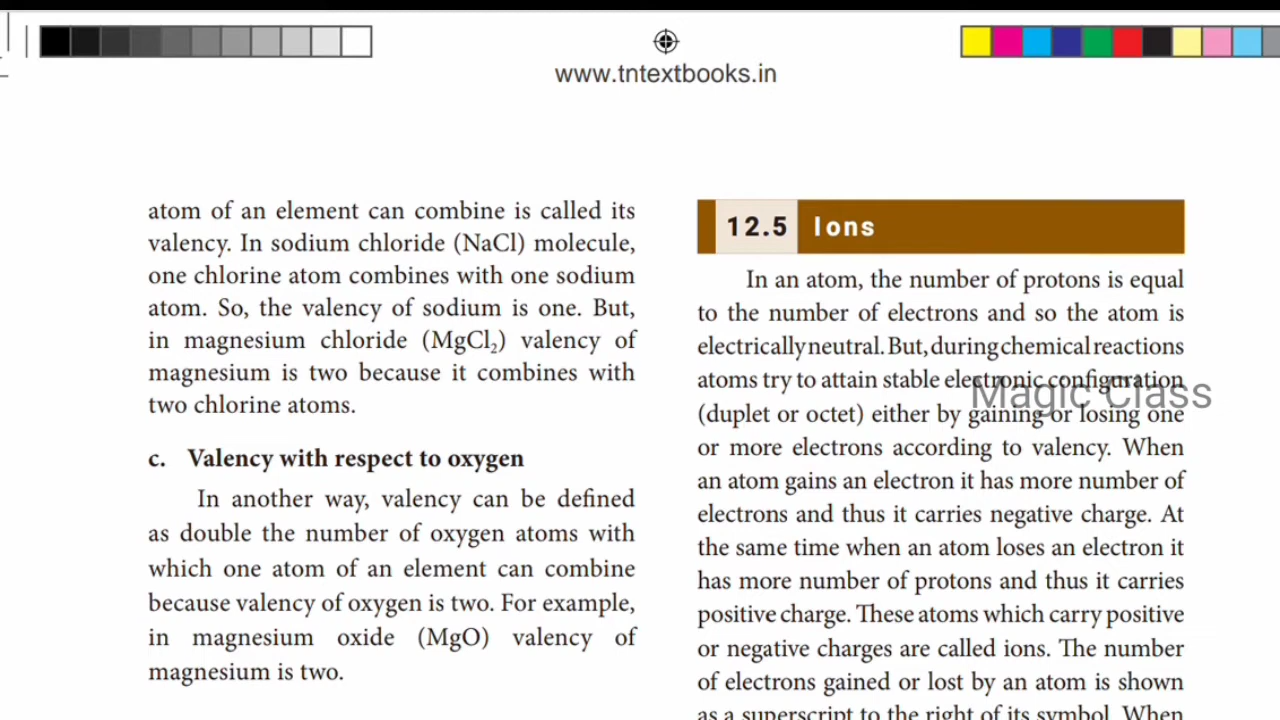 www.tntextbooks.in
atom of an element can combine is called its
valency. In sodium chloride (NaCl) molecule,
one chlorine atom combines with one sodium
atom. So, the valency of sodium is one. But,
in magnesium chloride (MgCl₂) valency of
magnesium is two because it combines with
two chlorine atoms.
c. Valency with respect to oxygen
In another way, valency can be defined
as double the number of oxygen atoms with
which one atom of an element can combine
because valency of oxygen is two. For example,
in magnesium oxide (MgO) valency of
magnesium is two.
12.5 Ions
In an atom, the number of protons is equal
to the number of electrons and so the atom is
electrically neutral. But, during chemical reactions
atoms try to attain stable electronic configuration
Magic Class
(duplet or octet) either by gaining or losing one
or more electrons according to valency. When
an atom gains an electron it has more number of
electrons and thus it carries negative charge. At
the same time when an atom loses an electron it
has more number of protons and thus it carries
positive charge. These atoms which carry positive
or negative charges are called ions. The number
of electrons gained or lost by an atom is shown
as a superscript to the right of its symbol. When